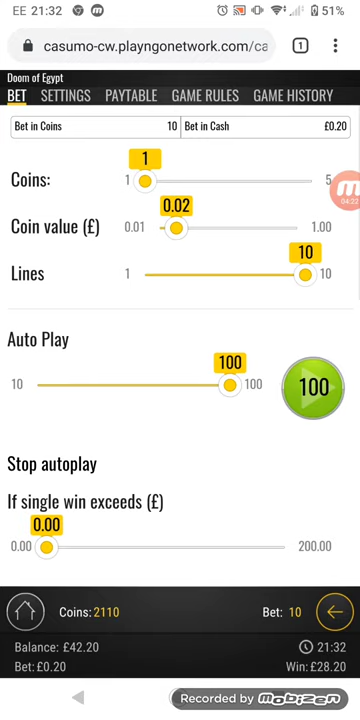 EE 21:32 51%
casumo-cw.playngonetwork.com/ca 1
Doom of Egypt
BET SETTINGS PAYTABLE GAME RULES GAME HISTORY
Bet in Coins 10 Bet in Cash £0.20
1
Coins: 1 5
04:22
0.02
Coin value (£) 0.01 1.00
10
Lines 1 10
Auto Play
100
10 100 100
Stop autoplay
If single win exceeds (£)
0.00
0.00 200.00
Coins: 2110 Bet: 10
Balance: £42.20 21:32
Bet: £0.20 Win: £28.20
Recorded by mobizen